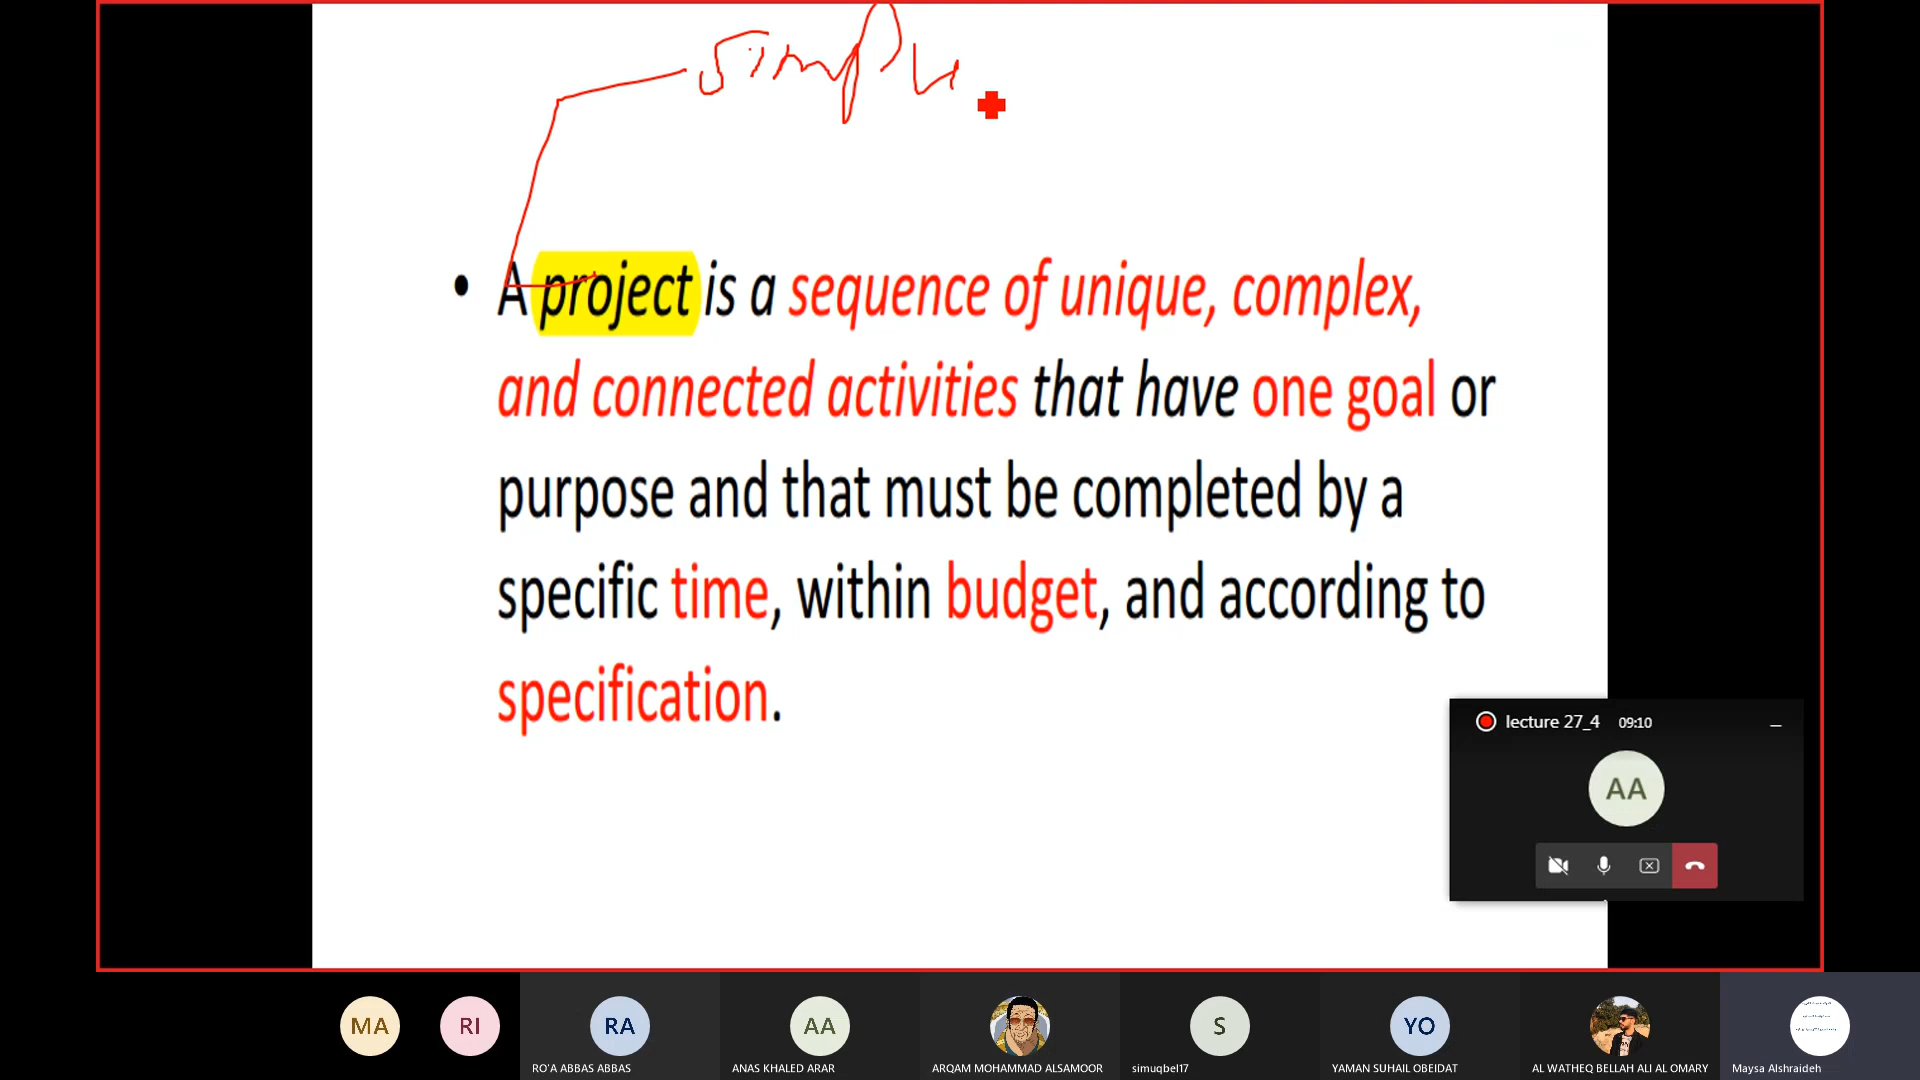 simple
• A project is a sequence of unique, complex,
and connected activities that have one goal or
purpose and that must be completed by a
specific time, within budget, and according to
specification.
lecture 27_4 09:10
AA
MA RI RA AA S YO
RO'A ABBAS ABBAS ANAS KHALED ARAR ARQAM MOHAMMAD ALSAMOOR simuqbel17 YAMAN SUHAIL OBEIDAT AL WATHEQ BELLAH ALI AL OMARY Maysa Alshraideh